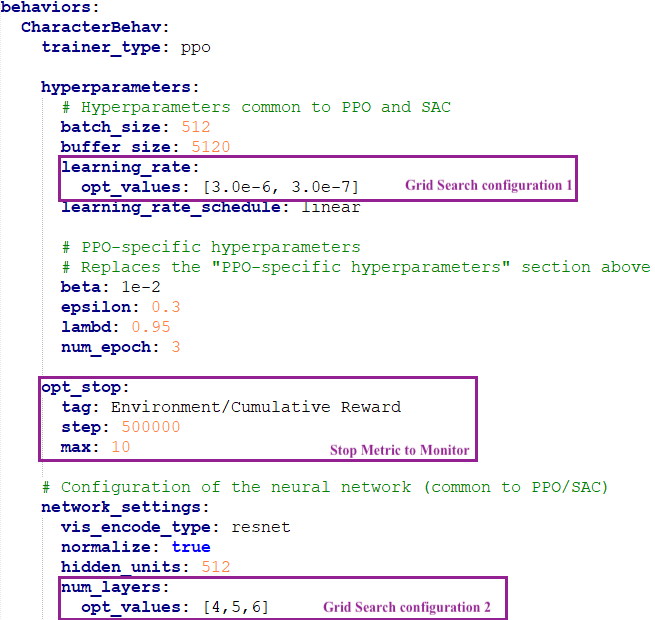 behaviors:
CharacterBehav:
trainer_type: ppo
hyperparameters:
# Hyperparameters common to PPO and SAC
batch_size: 512
buffer_size: 5120
learning_rate:
opt_values: [3.0e-6, 3.0e-7] Grid Search configuration 1
learning_rate_schedule: linear
# PPO-specific hyperparameters
# Replaces the "PPO-specific hyperparameters" section above
beta: 1e-2
epsilon: 0.3
lambd: 0.95
num_epoch: 3
opt_stop:
tag: Environment/Cumulative Reward
step: 500000
max: 10 Stop Metric to Monitor
# Configuration of the neural network (common to PPO/SAC)
network_settings:
vis_encode_type: resnet
normalize: true
hidden_units: 512
num_layers:
opt_values: [4,5,6] Grid Search configuration 2